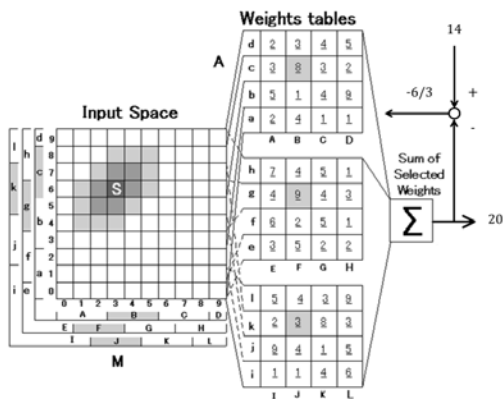 Weights tables
A
d 2 3 4 5
c 3 8 3 2
b 5 1 4 9
a 2 4 1 1
A B C D
14
-6/3
+
-
Input Space
l
k
j
i
h
g
f
e
d
c
b
a
9
8
7
6
5
4
3
2
1
0
S
0 1 2 3 4 5 6 7 8 9
A B C D
E F G H
I J K L
M
h 7 4 5 1
g 4 9 4 3
f 6 2 5 1
e 3 5 2 2
E F G H
Sum of
Selected
Weights
Σ
20
l 5 4 3 9
k 2 3 8 3
j 9 4 1 5
i 1 1 4 6
I J K L